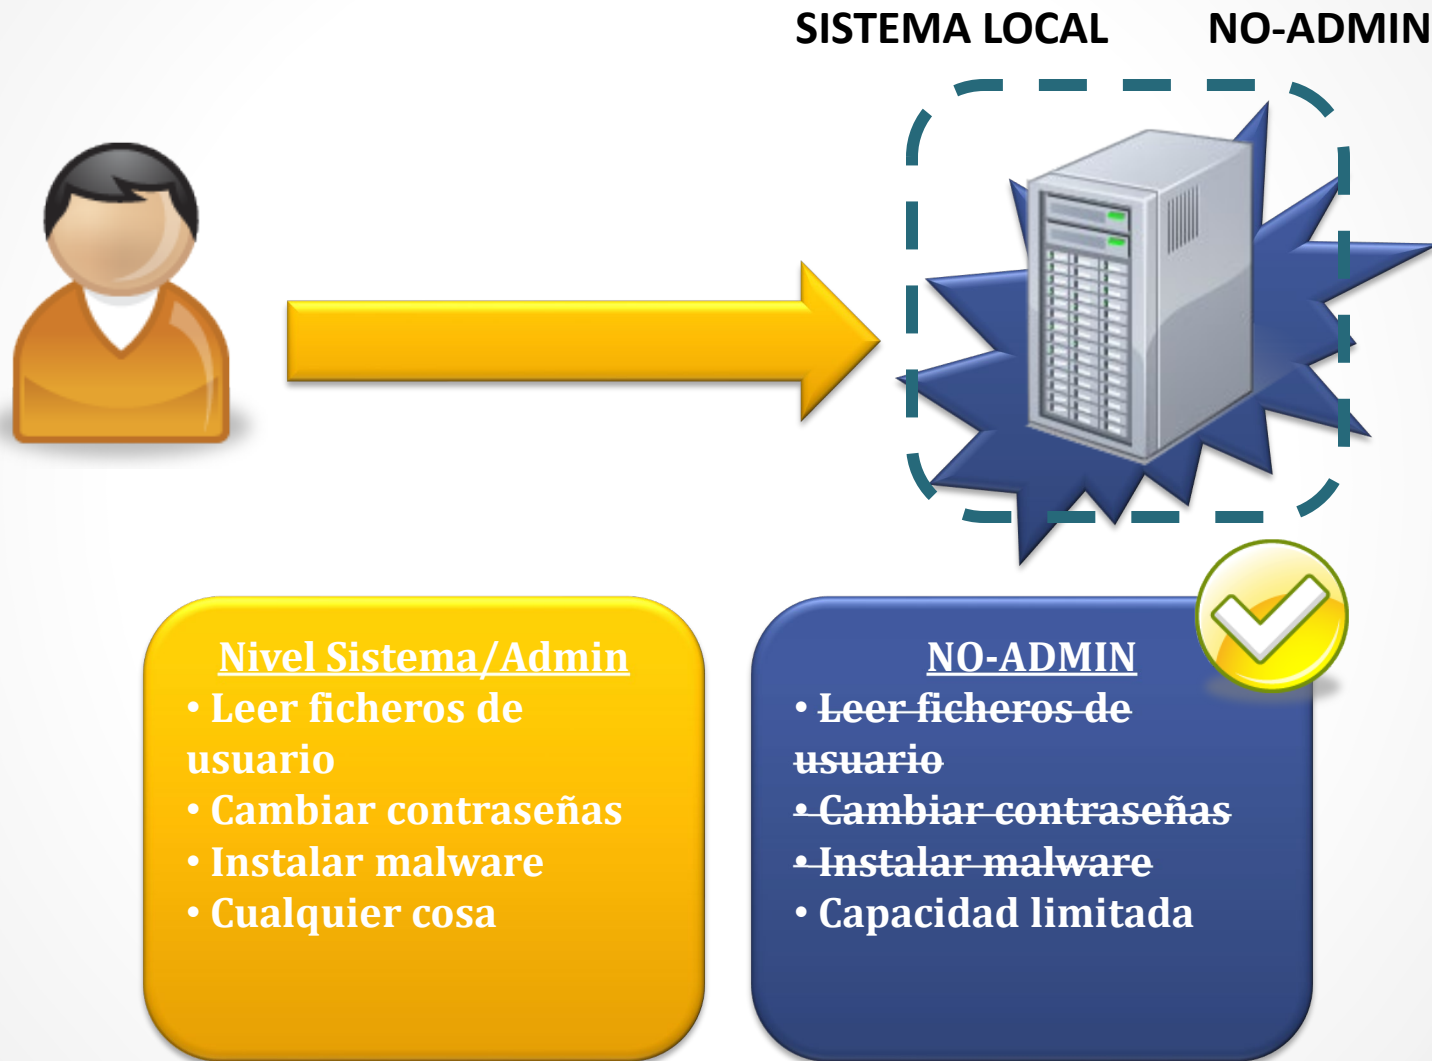 SISTEMA LOCAL NO-ADMIN
Nivel Sistema/Admin
• Leer ficheros de
usuario
• Cambiar contraseñas
• Instalar malware
• Cualquier cosa
NO-ADMIN
• Leer ficheros de
usuario
• Cambiar contraseñas
• Instalar malware
• Capacidad limitada